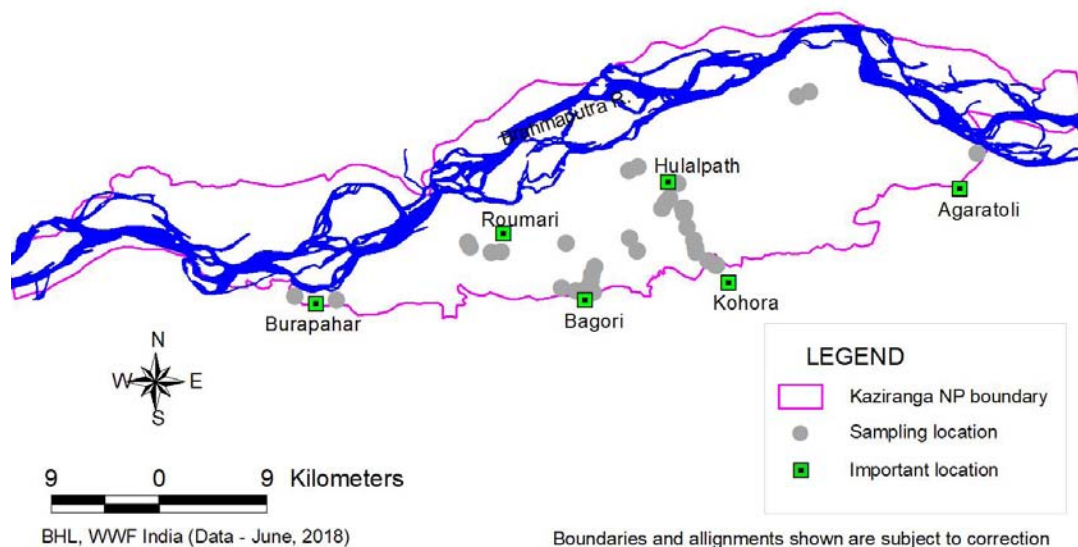 Brahmaputra R.
Hulalpath
Roumari
Agaratoli
Burapahar
Bagori
Kohora
N
W E
S
LEGEND
Kaziranga NP boundary
Sampling location
Important location
9 0 9 Kilometers
BHL, WWF India (Data - June, 2018)
Boundaries and allignments shown are subject to correction